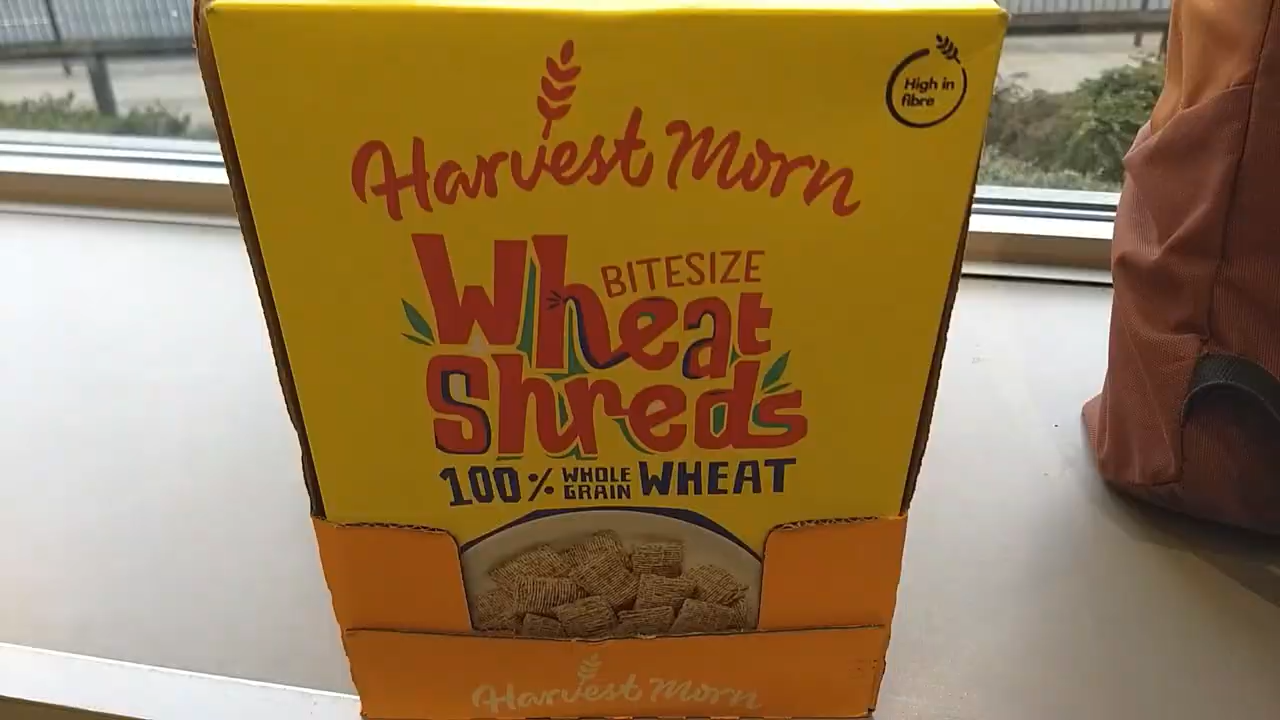 High in
fibre
Harvest Morn
BITESIZE
Wheat
Shreds
100% WHOLE GRAIN WHEAT
Harvest Morn